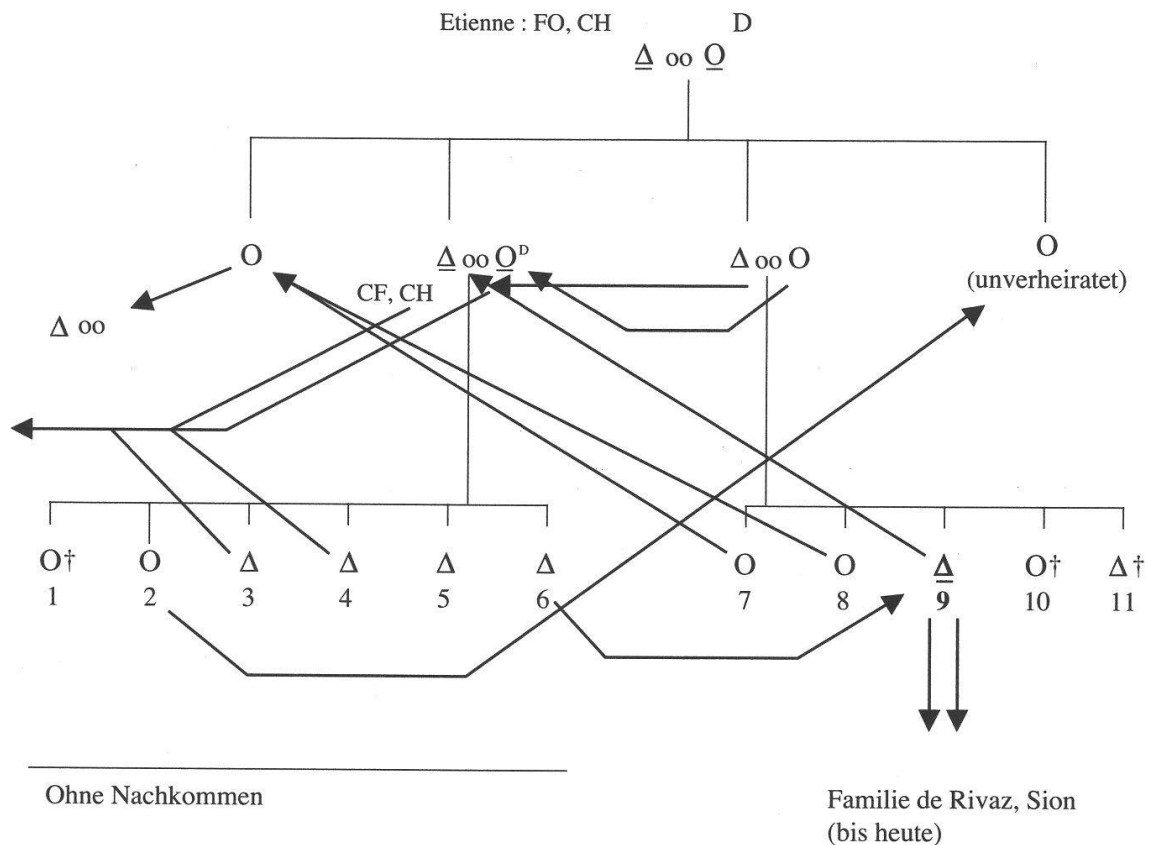 Etienne : FO, CH D
Δ oo O
O Δ oo O D Δ oo O O
(unverheiratet)
CF, CH
Δ oo
O† O Δ Δ Δ Δ O O Δ O† Δ†
1 2 3 4 5 6 7 8 9 10 11
Ohne Nachkommen
Familie de Rivaz, Sion
(bis heute)